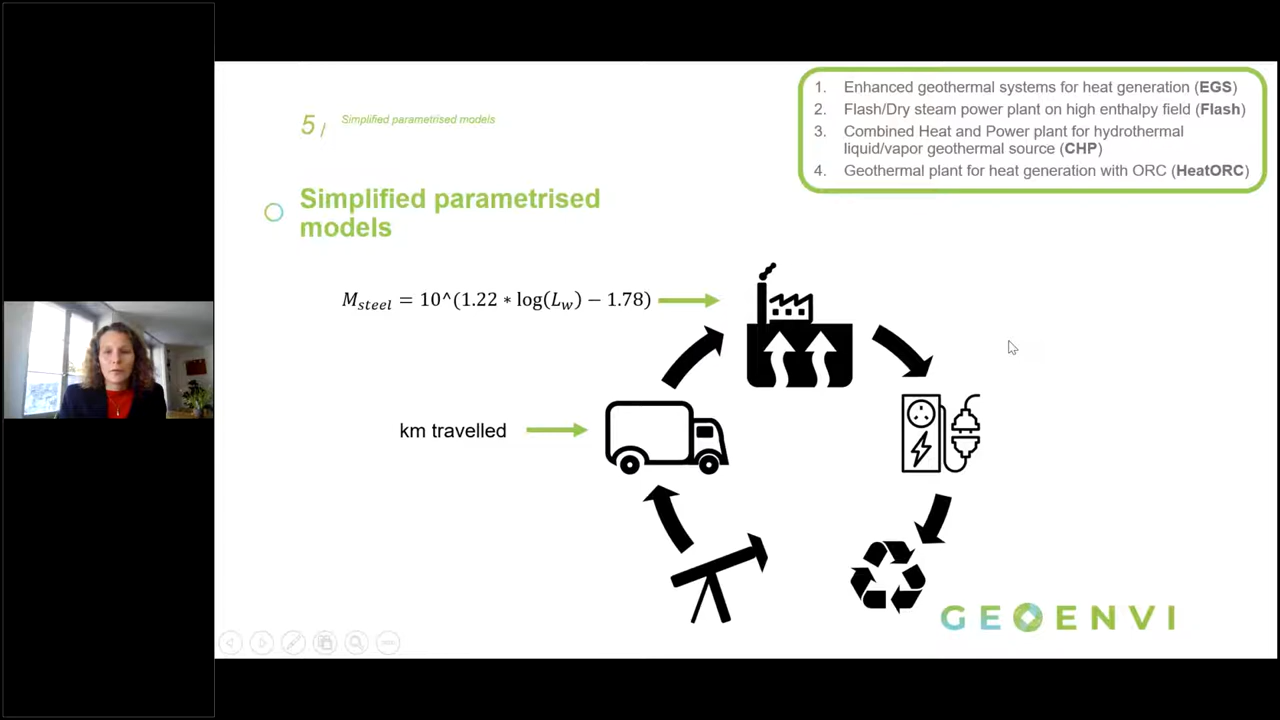 1. Enhanced geothermal systems for heat generation (EGS)
2. Flash/Dry steam power plant on high enthalpy field (Flash)
3. Combined Heat and Power plant for hydrothermal
liquid/vapor geothermal source (CHP)
4. Geothermal plant for heat generation with ORC (HeatORC)
5 / Simplified parametrised models
Simplified parametrised
models
M_steel = 10^(1.22 * log(L_w) − 1.78)
km travelled
GEOENVI